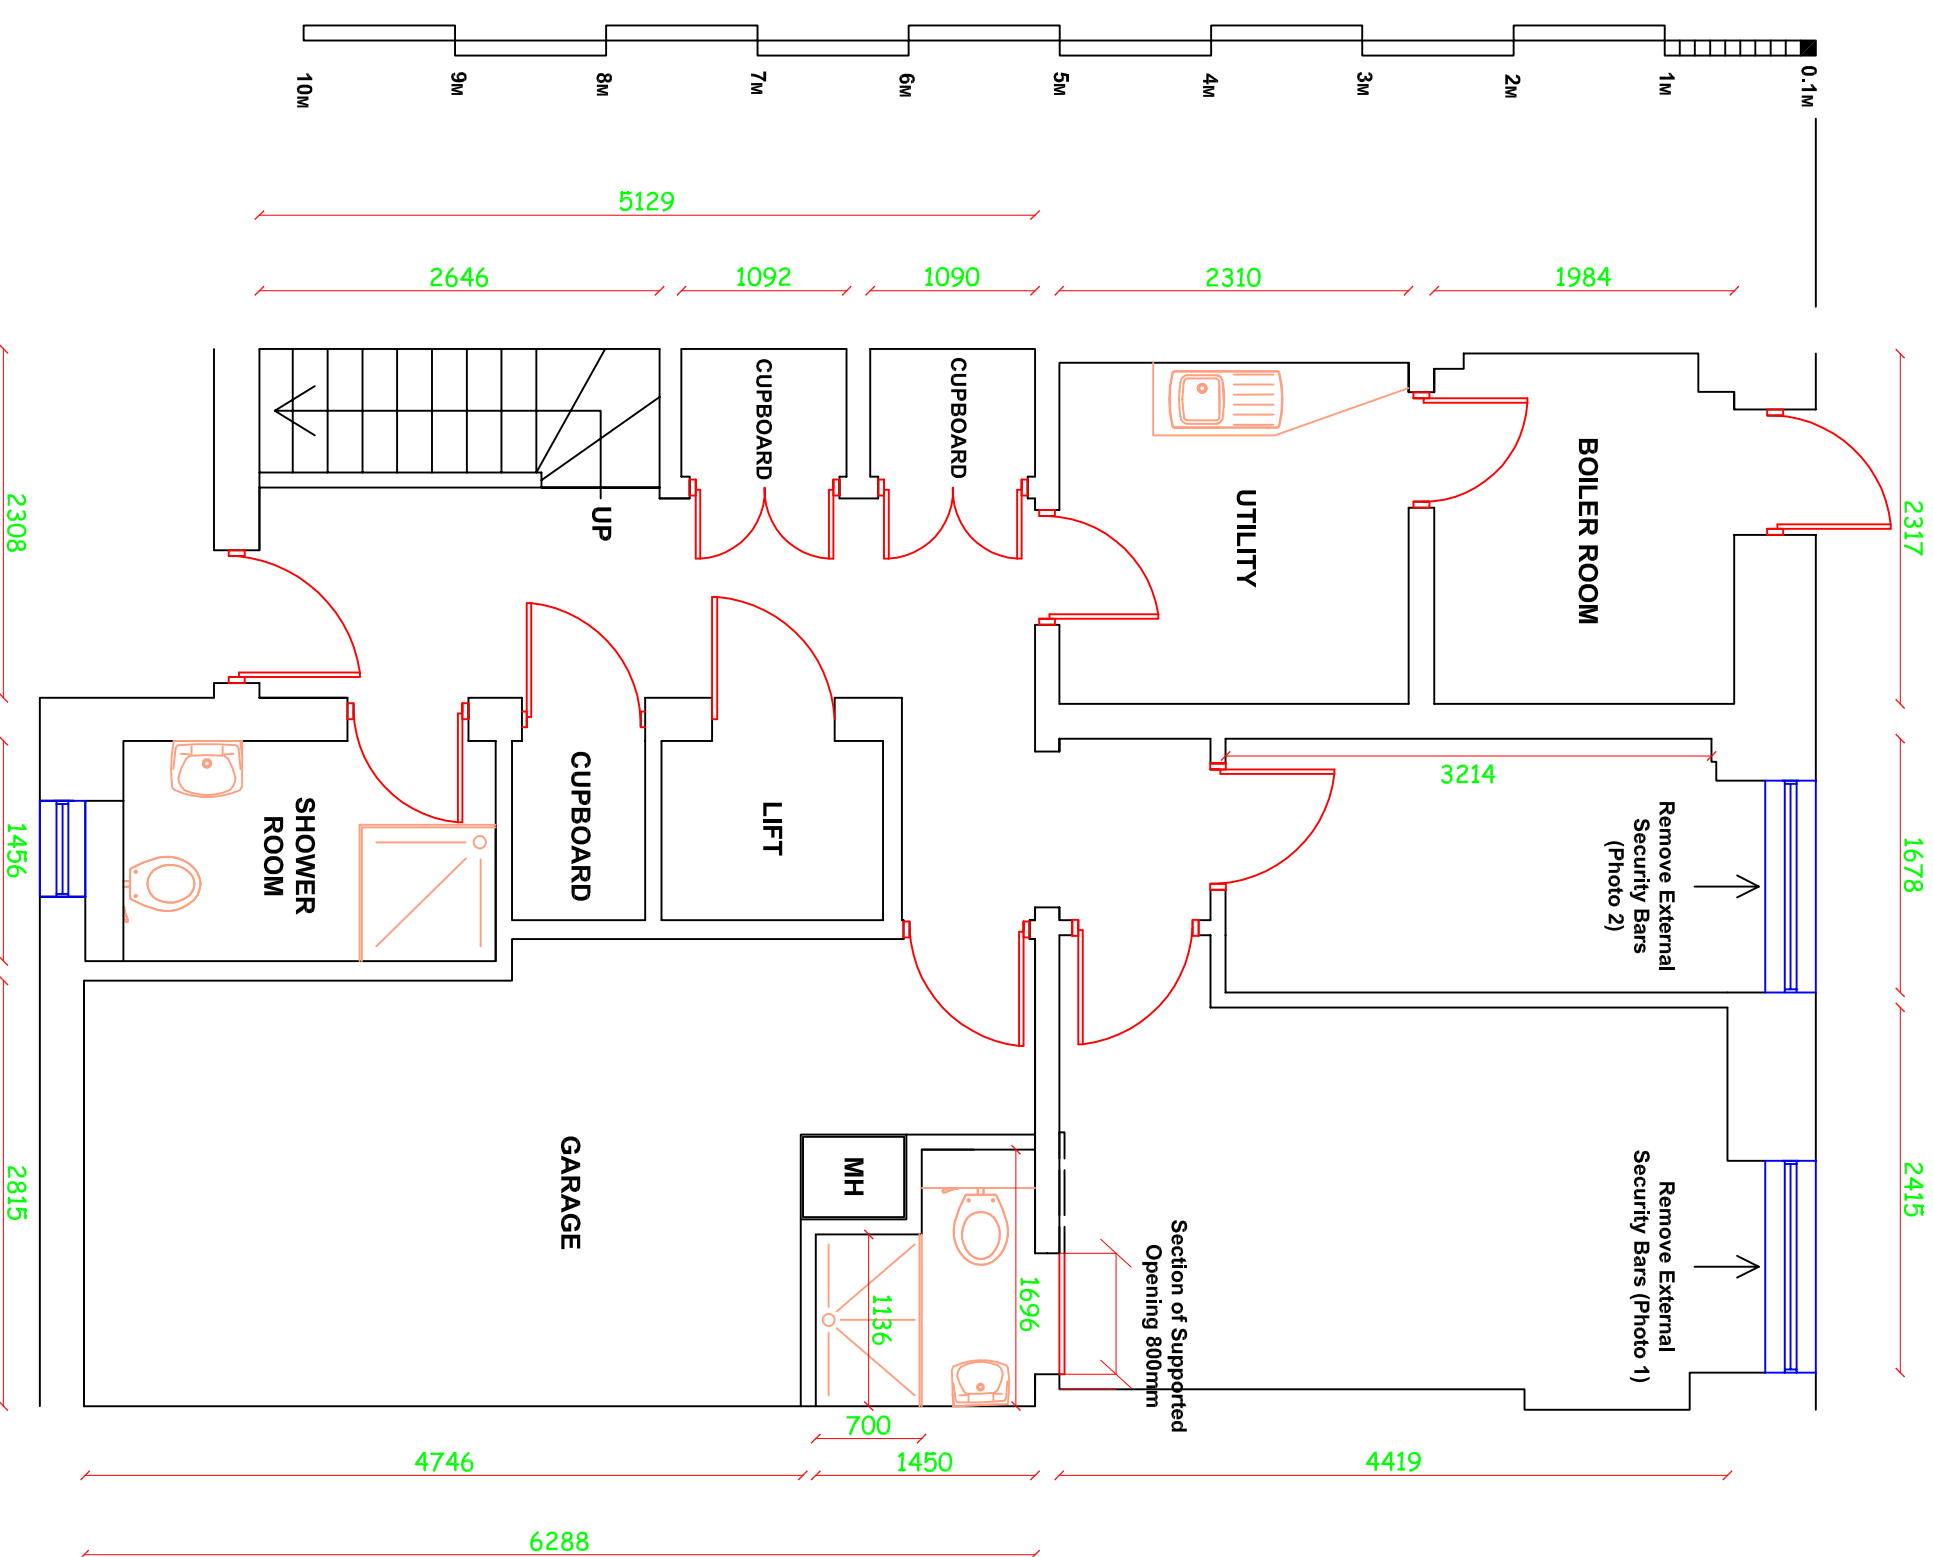 10M
9M
8M
7M
6M
5M
4M
3M
2M
1M
0.1M
5129
2646
1092
1090
2310
1984
CUPBOARD
CUPBOARD
UP
UTILITY
BOILER ROOM
2308
2317
3214
1456
1678
SHOWER
ROOM
CUPBOARD
LIFT
Remove External
Security Bars
(Photo 2)
2815
2415
GARAGE
MH
1696
1136
Section of Supported
Opening 800mm
Remove External
Security Bars (Photo 1)
700
4746
1450
4419
6288